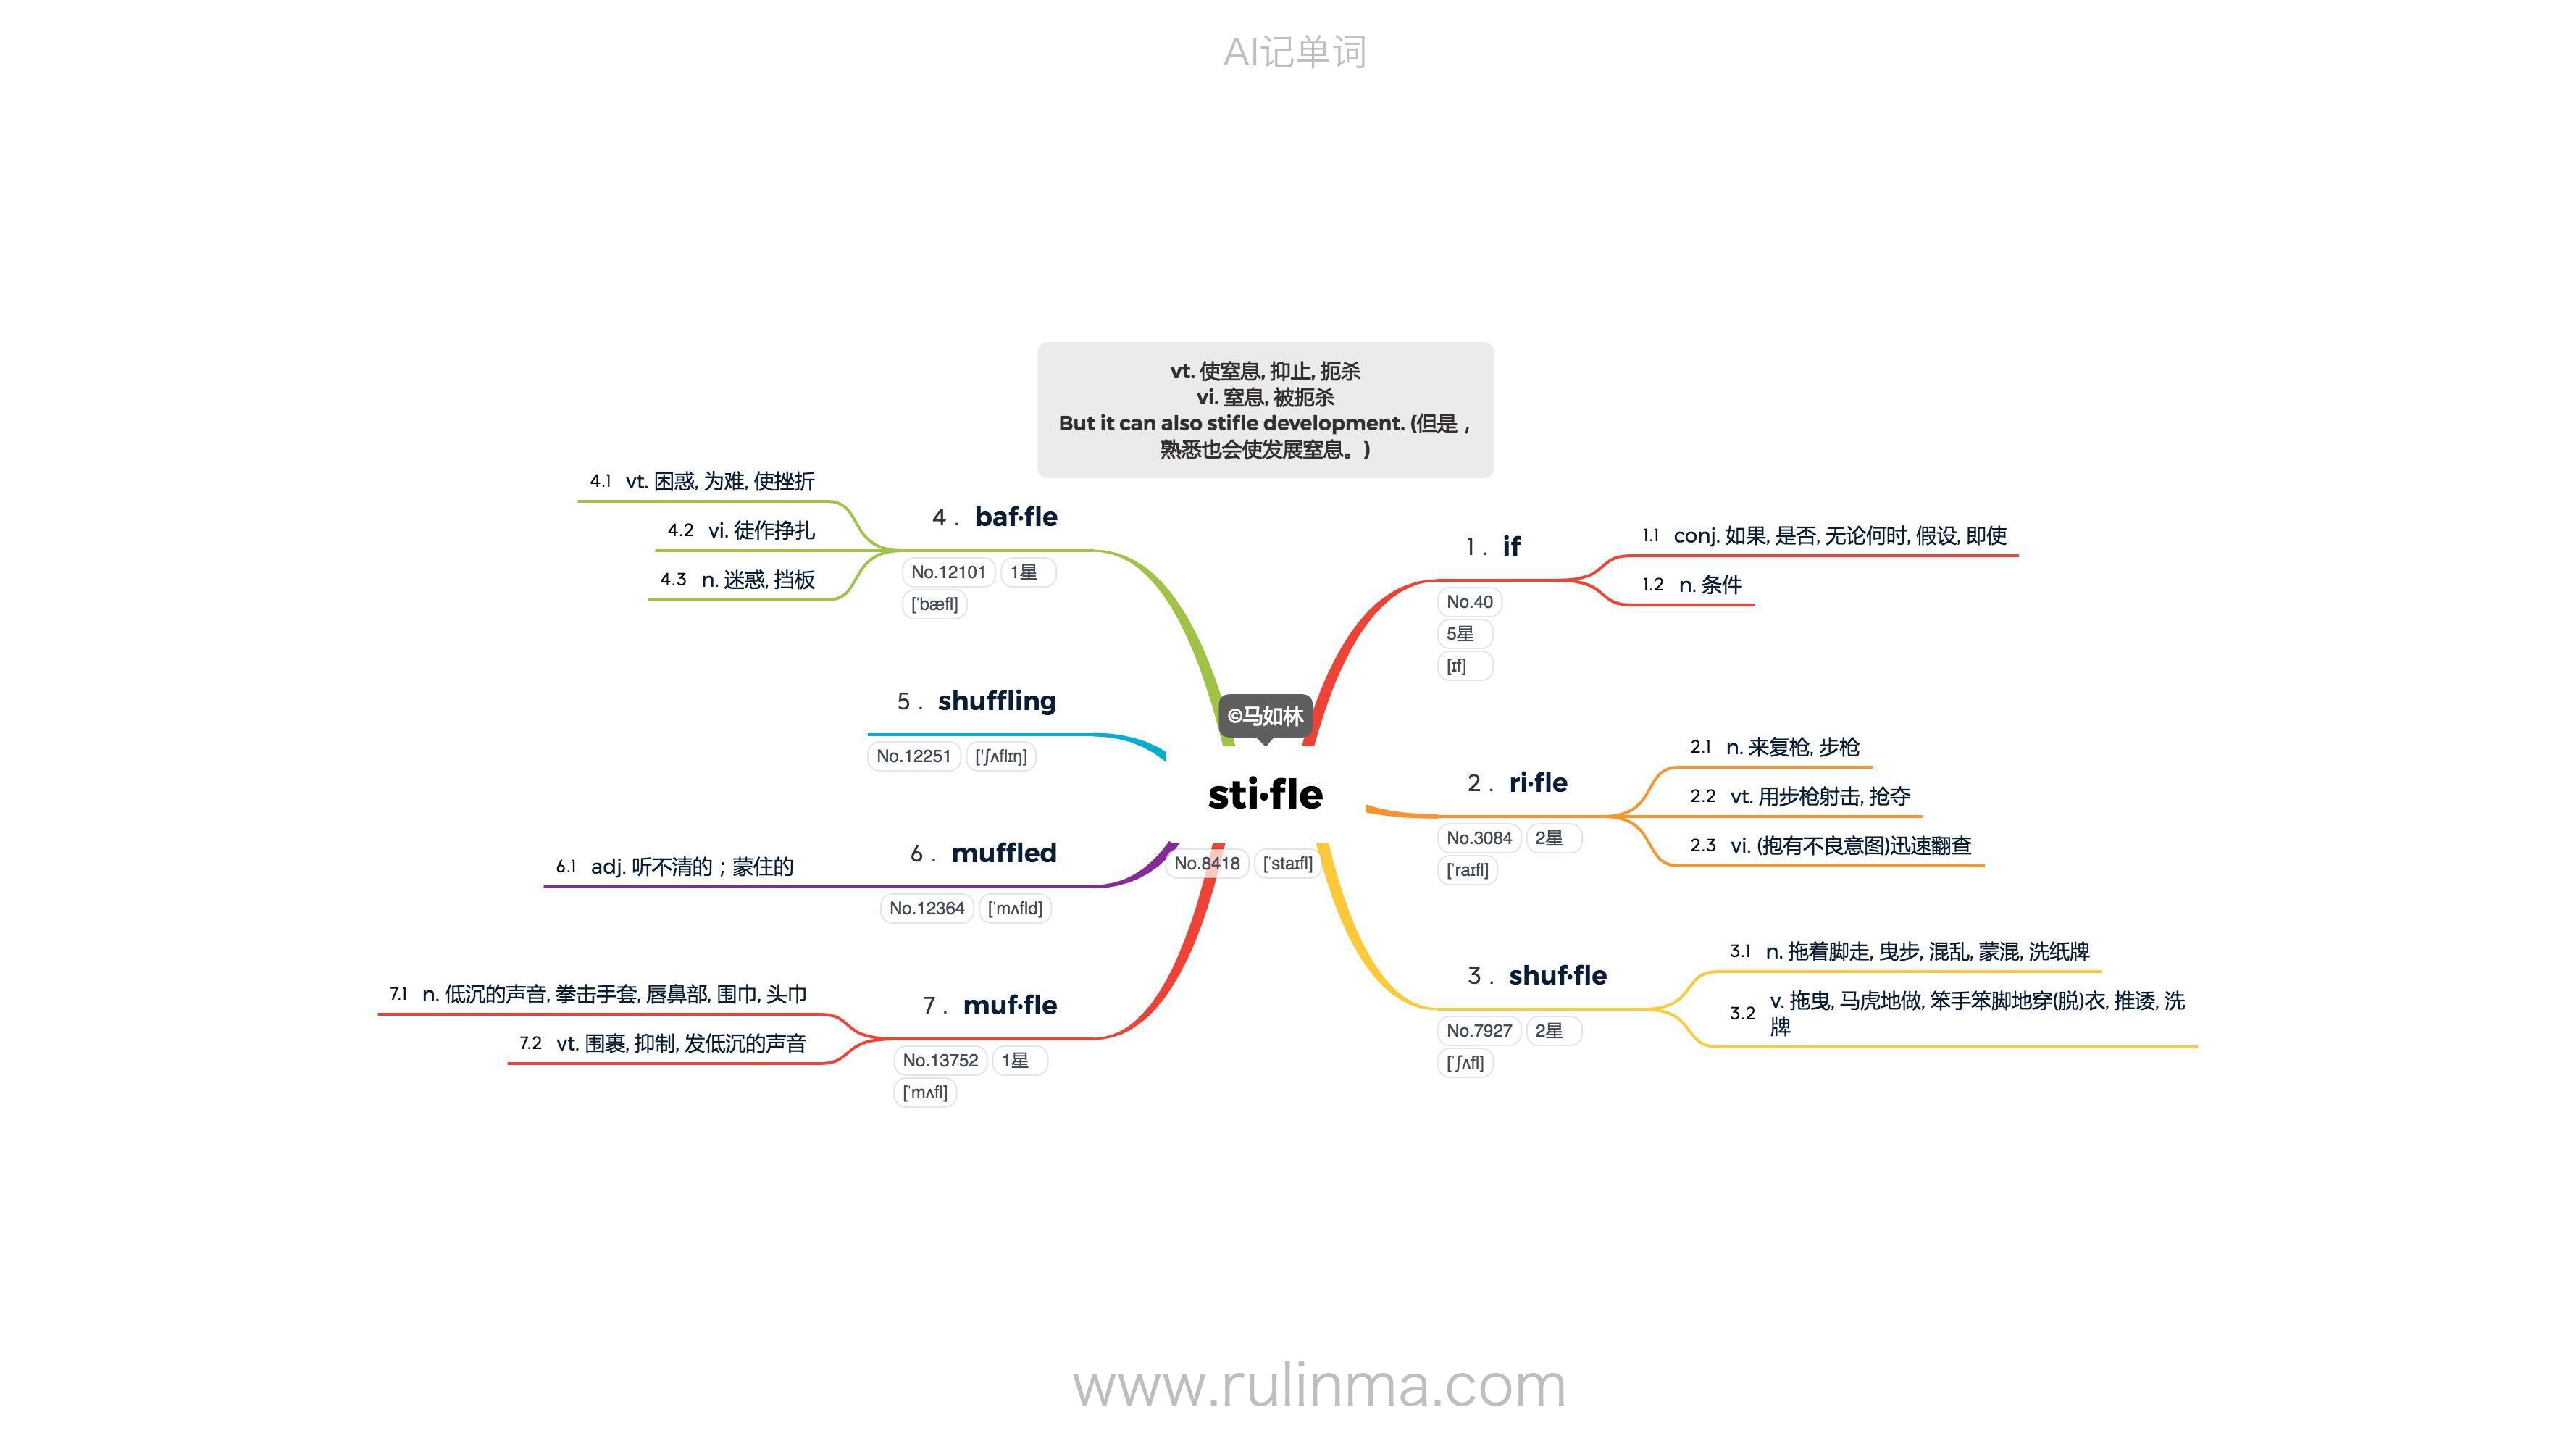 AI记单词
vt. 使窒息, 抑止, 扼杀
vi. 窒息, 被扼杀
But it can also stifle development. (但是，
熟悉也会使发展窒息。)
©马如林
sti·fle
No.8418 [ˈstaɪfl]
1. if
No.40
5星
[ɪf]
1.1 conj. 如果, 是否, 无论何时, 假设, 即使
1.2 n. 条件
2. ri·fle
No.3084 2星
[ˈraɪfl]
2.1 n. 来复枪, 步枪
2.2 vt. 用步枪射击, 抢夺
2.3 vi. (抱有不良意图)迅速翻查
3. shuf·fle
No.7927 2星
[ˈʃʌfl]
3.1 n. 拖着脚走, 曳步, 混乱, 蒙混, 洗纸牌
3.2 v. 拖曳, 马虎地做, 笨手笨脚地穿(脱)衣, 推诿, 洗
牌
4. baf·fle
No.12101 1星
[ˈbæfl]
4.1 vt. 困惑, 为难, 使挫折
4.2 vi. 徒作挣扎
4.3 n. 迷惑, 挡板
5. shuffling
No.12251 ['ʃʌflɪŋ]
6. muffled
No.12364 [ˈmʌfld]
6.1 adj. 听不清的；蒙住的
7. muf·fle
No.13752 1星
[ˈmʌfl]
7.1 n. 低沉的声音, 拳击手套, 唇鼻部, 围巾, 头巾
7.2 vt. 围裹, 抑制, 发低沉的声音
www.rulinma.com